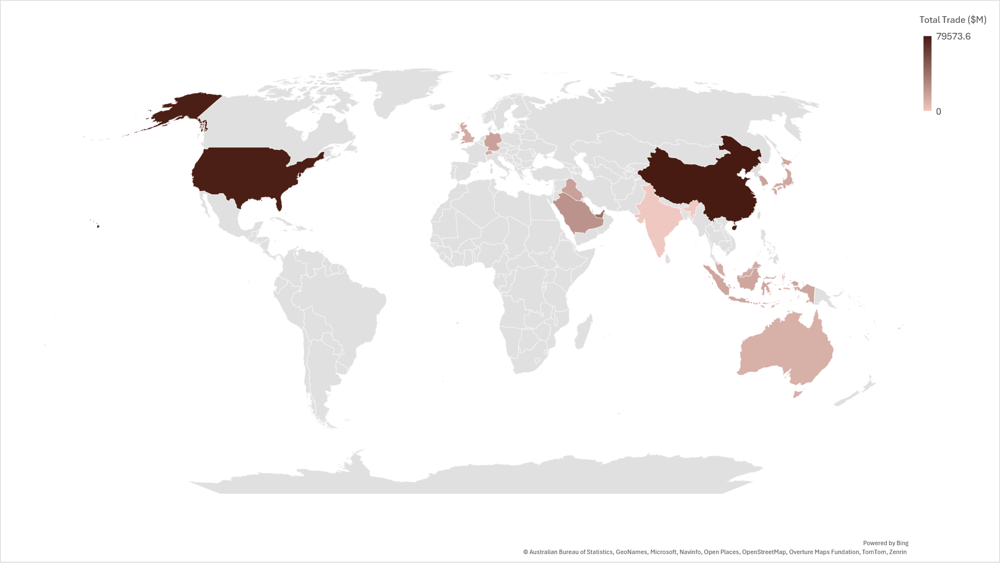 Total Trade ($M)
79573.6
0
Powered by Bing
© Australian Bureau of Statistics, GeoNames, Microsoft, Navinfo, Open Places, OpenStreetMap, Overture Maps Fundation, TomTom, Zenrin